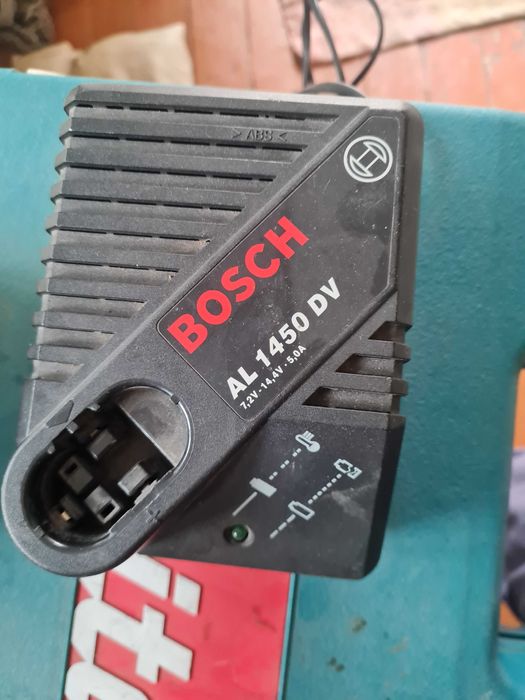 > ABS <
BOSCH
AL 1450 DV
7,2V - 14,4V - 5,0A